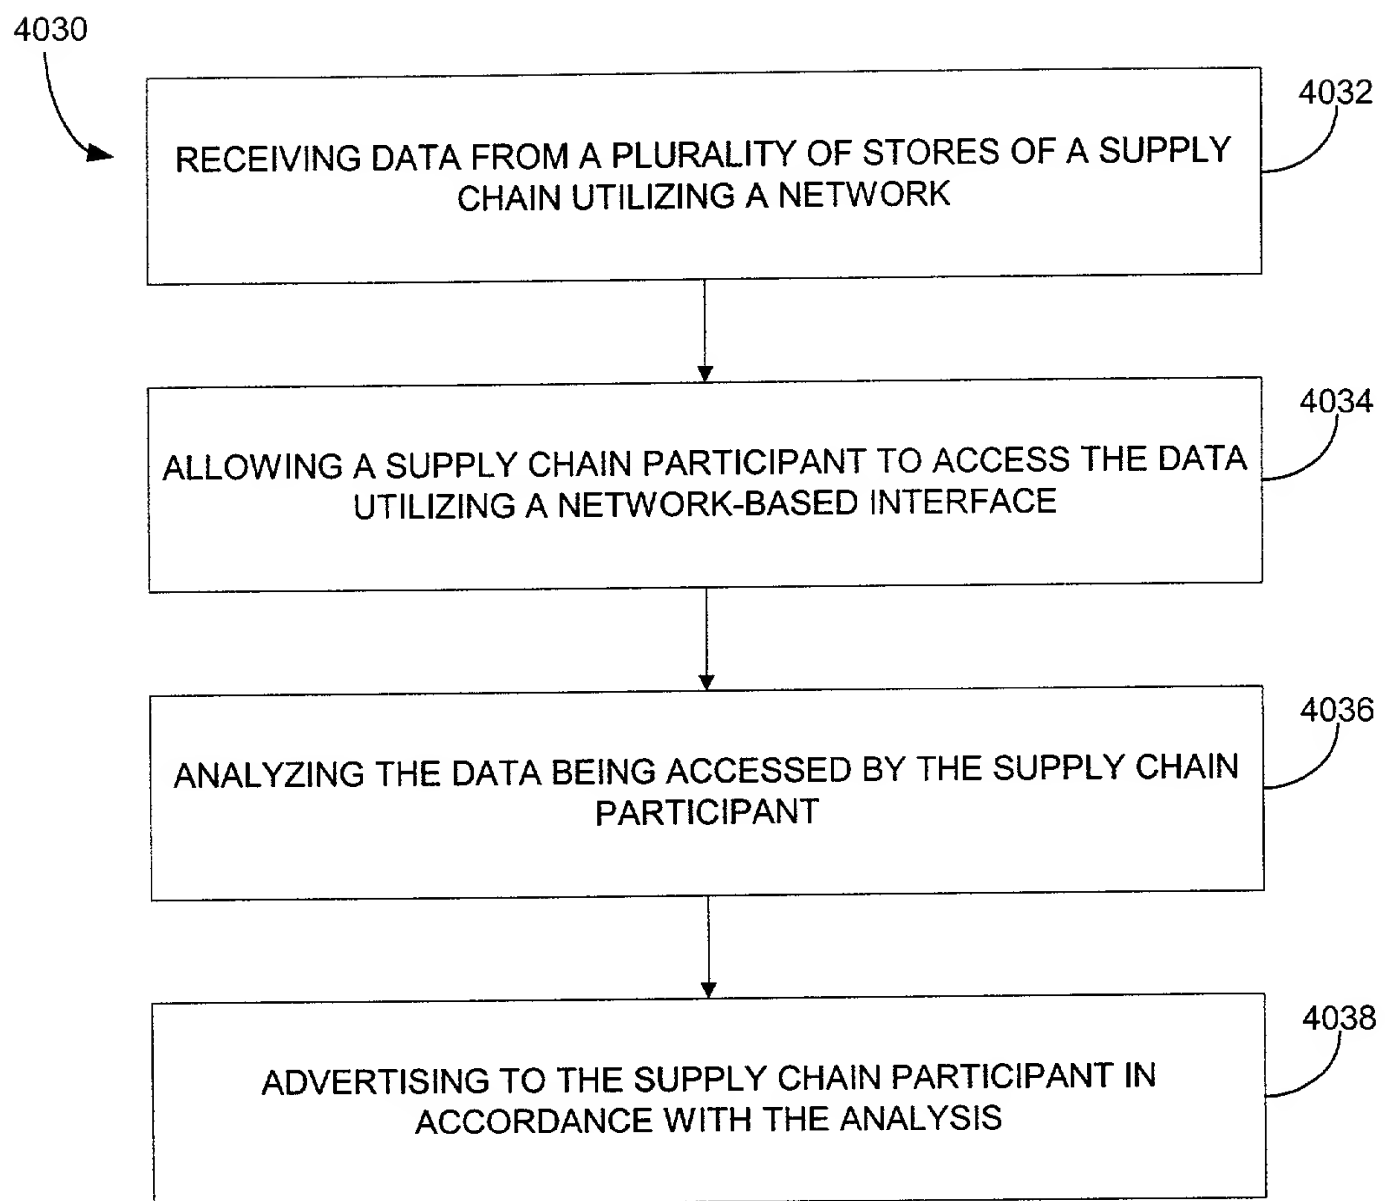 4030
4032
RECEIVING DATA FROM A PLURALITY OF STORES OF A SUPPLY
CHAIN UTILIZING A NETWORK
4034
ALLOWING A SUPPLY CHAIN PARTICIPANT TO ACCESS THE DATA
UTILIZING A NETWORK-BASED INTERFACE
4036
ANALYZING THE DATA BEING ACCESSED BY THE SUPPLY CHAIN
PARTICIPANT
4038
ADVERTISING TO THE SUPPLY CHAIN PARTICIPANT IN
ACCORDANCE WITH THE ANALYSIS